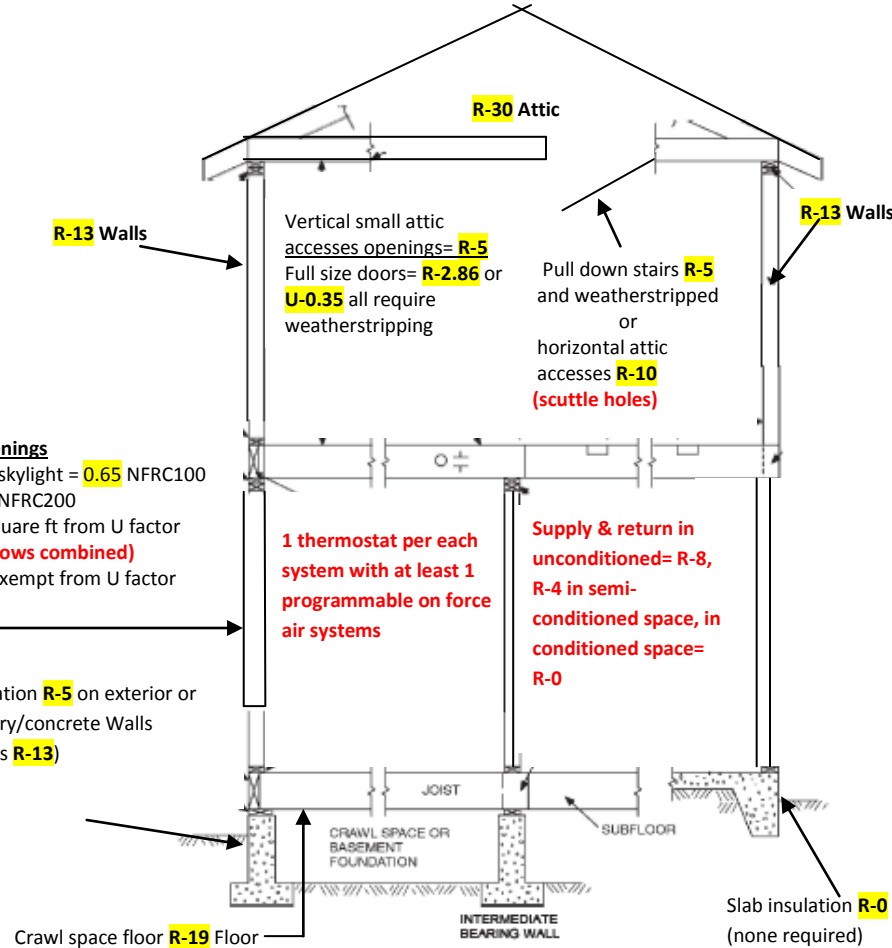 R-30 Attic
R-13 Walls
R-13 Walls
Vertical small attic
accesses openings= R-5
Full size doors= R-2.86 or
U-0.35 all require
weatherstripping
Pull down stairs R-5
and weatherstripped
or
horizontal attic
accesses R-10
(scuttle holes)
enings
skylight = 0.65 NFRC100
NFRC200
uare ft from U factor
ows combined)
exempt from U factor
1 thermostat per each
system with at least 1
programmable on force
air systems
Supply & return in
unconditioned= R-8,
R-4 in semi-
conditioned space, in
conditioned space=
R-0
ation R-5 on exterior or
ry/concrete Walls
s R-13)
JOIST
SUBFLOOR
CRAWL SPACE OR
BASEMENT
FOUNDATION
INTERMEDIATE
BEARING WALL
Crawl space floor R-19 Floor
Slab insulation R-0
(none required)